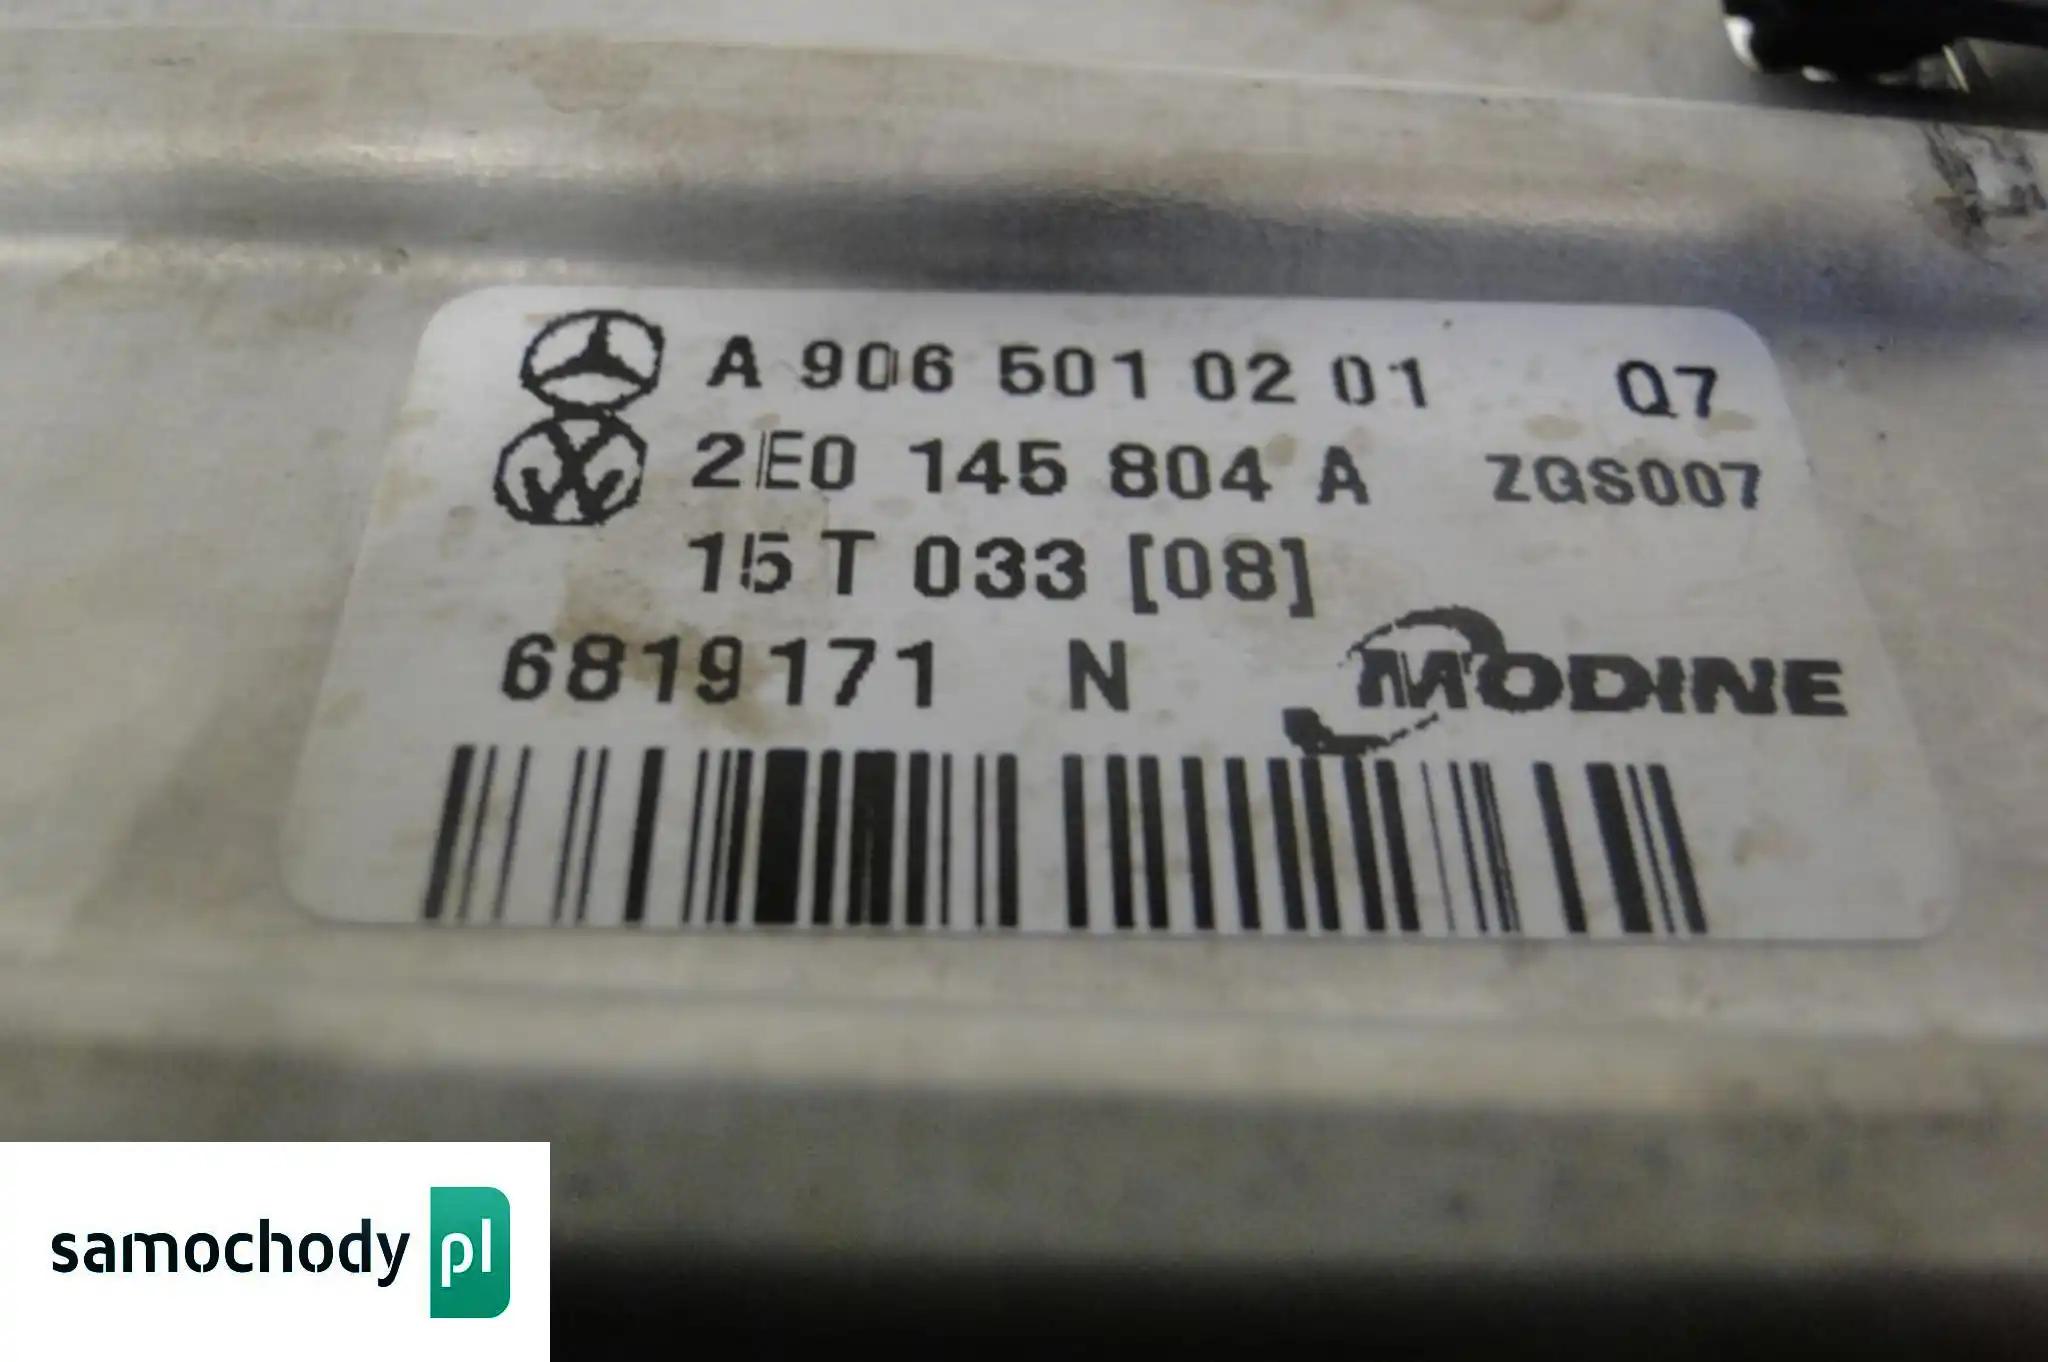 A 906 501 02 01 Q7
2E0 145 804 A ZGS007
15 T 033 [08]
6819171 N MODINE
samochody pl